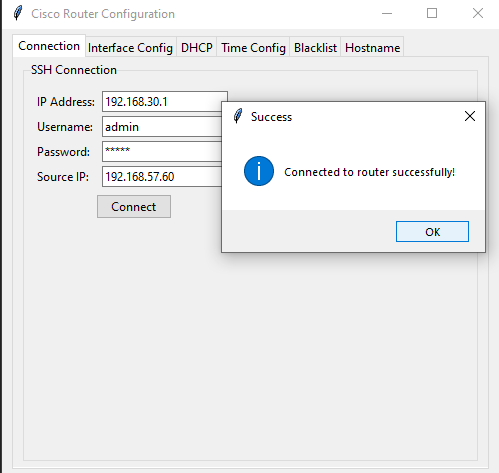 Cisco Router Configuration
Connection Interface Config DHCP Time Config Blacklist Hostname
SSH Connection
IP Address: 192.168.30.1
Username: admin
Password: *****
Source IP: 192.168.57.60
Connect
Success
Connected to router successfully!
OK